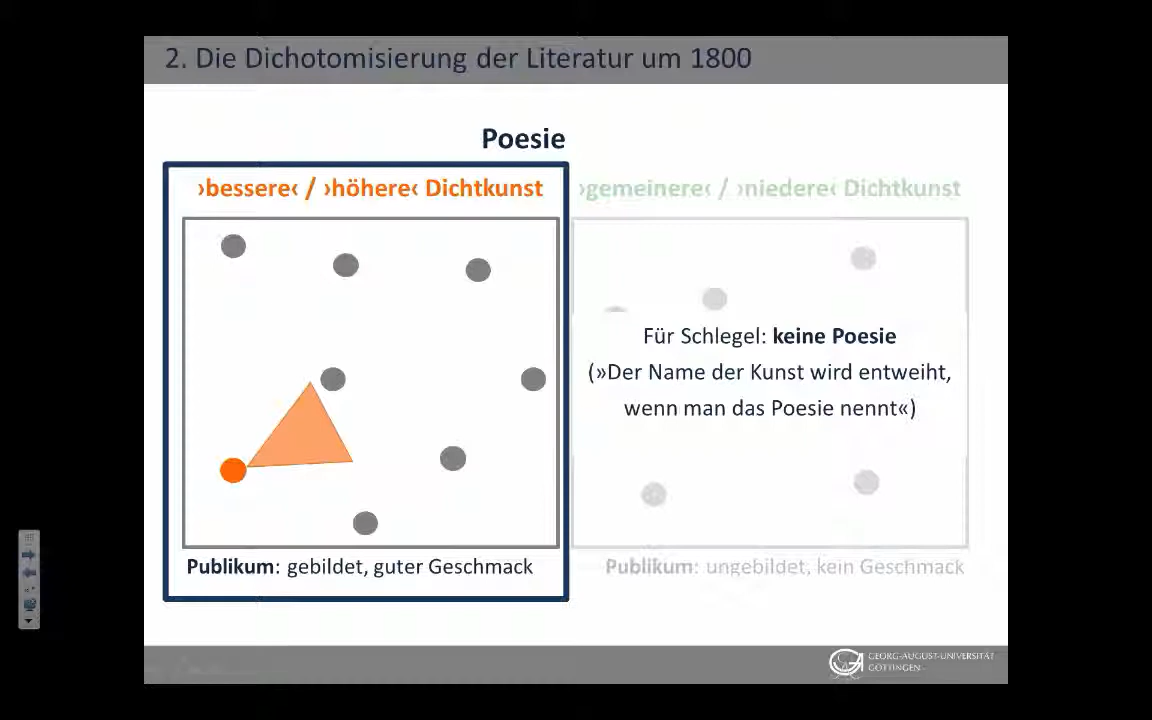 2. Die Dichotomisierung der Literatur um 1800
Poesie
›bessere‹ / ›höhere‹ Dichtkunst
›gemeinere‹ / ›niedere‹ Dichtkunst
Für Schlegel: keine Poesie
(»Der Name der Kunst wird entweiht,
wenn man das Poesie nennt«)
Publikum: gebildet, guter Geschmack
Publikum: ungebildet, kein Geschmack
GEORG-AUGUST-UNIVERSITÄT
GÖTTINGEN